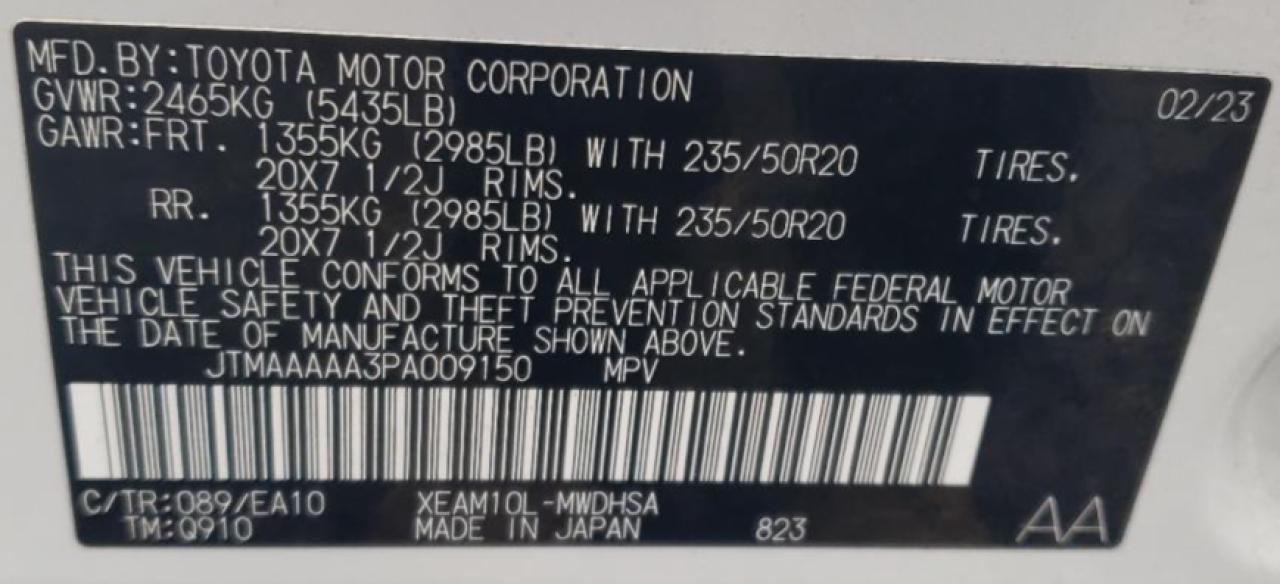 MFD.BY:TOYOTA MOTOR CORPORATION 02/23
GVWR:2465KG (5435LB)
GAWR:FRT. 1355KG (2985LB) WITH 235/50R20 TIRES.
20X7 1/2J RIMS.
RR. 1355KG (2985LB) WITH 235/50R20 TIRES.
20X7 1/2J RIMS.
THIS VEHICLE CONFORMS TO ALL APPLICABLE FEDERAL MOTOR
VEHICLE SAFETY AND THEFT PREVENTION STANDARDS IN EFFECT ON
THE DATE OF MANUFACTURE SHOWN ABOVE.
JTMAAAAA3PA009150 MPV
C/TR:089/EA10 XEAM10L-MWDHSA
TM:Q910 MADE IN JAPAN 823 AA